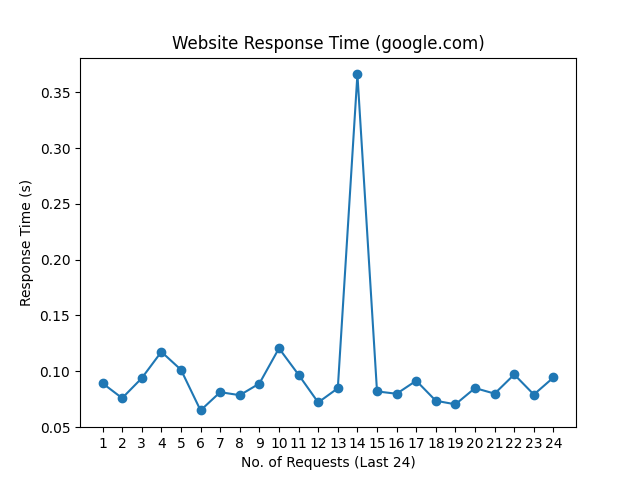 Website Response Time (google.com)
Response Time (s)
0.35
0.30
0.25
0.20
0.15
0.10
0.05
1 2 3 4 5 6 7 8 9 10 11 12 13 14 15 16 17 18 19 20 21 22 23 24
No. of Requests (Last 24)